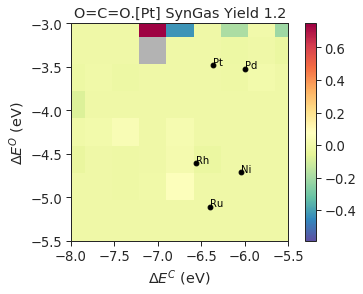 O=C=O.[Pt] SynGas Yield 1.2
−3.0
−3.5
−4.0
−4.5
−5.0
−5.5
ΔE^O (eV)
Pt
Pd
Rh
Ni
Ru
−8.0 −7.5 −7.0 −6.5 −6.0 −5.5
ΔE^C (eV)
0.6
0.4
0.2
0.0
−0.2
−0.4